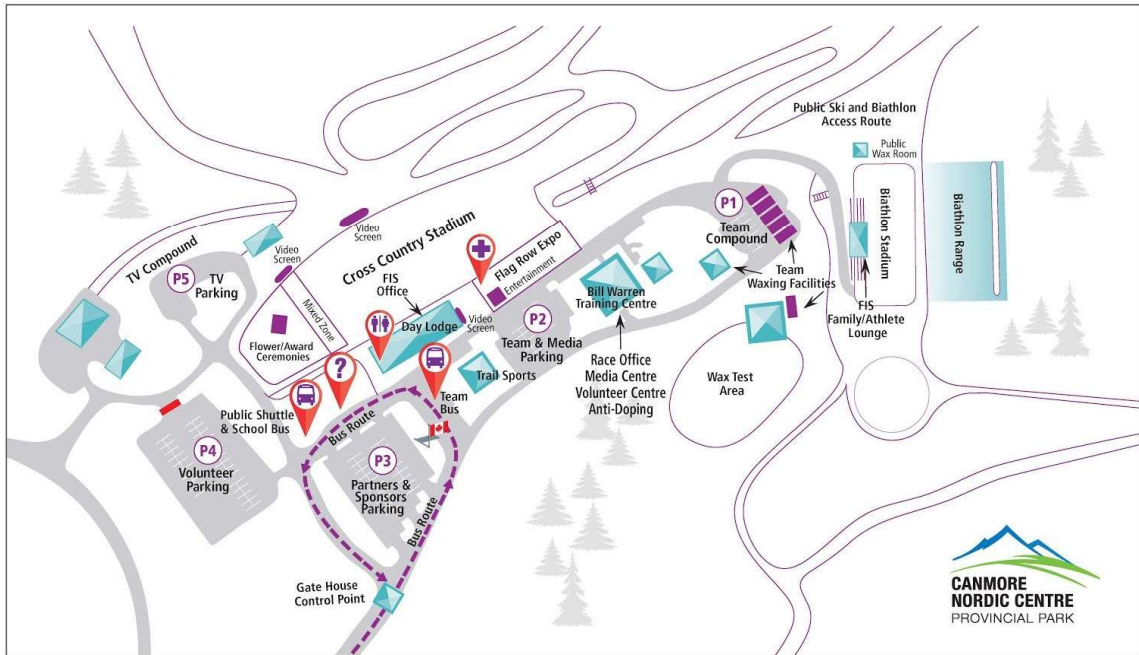 Public Ski and Biathlon
Access Route
Public
Wax Room
Biathlon Stadium
Biathlon Range
P1
Team
Compound
Team
Waxing Facilities
FIS
Family/Athlete
Lounge
Video
Screen
Cross Country Stadium
Flag Row Expo
Entertainment
TV Compound
Video
Screen
P5
TV
Parking
Mixed Zone
Flower/Award
Ceremonies
FIS
Office
Day Lodge
Video
Screen
P2
Team & Media
Parking
Bill Warren
Training Centre
Race Office
Media Centre
Volunteer Centre
Anti-Doping
Wax Test
Area
Trail Sports
Team
Bus
?
Public Shuttle
& School Bus
Bus Route
P4
Volunteer
Parking
P3
Partners &
Sponsors
Parking
Bus Route
Gate House
Control Point
CANMORE
NORDIC CENTRE
PROVINCIAL PARK